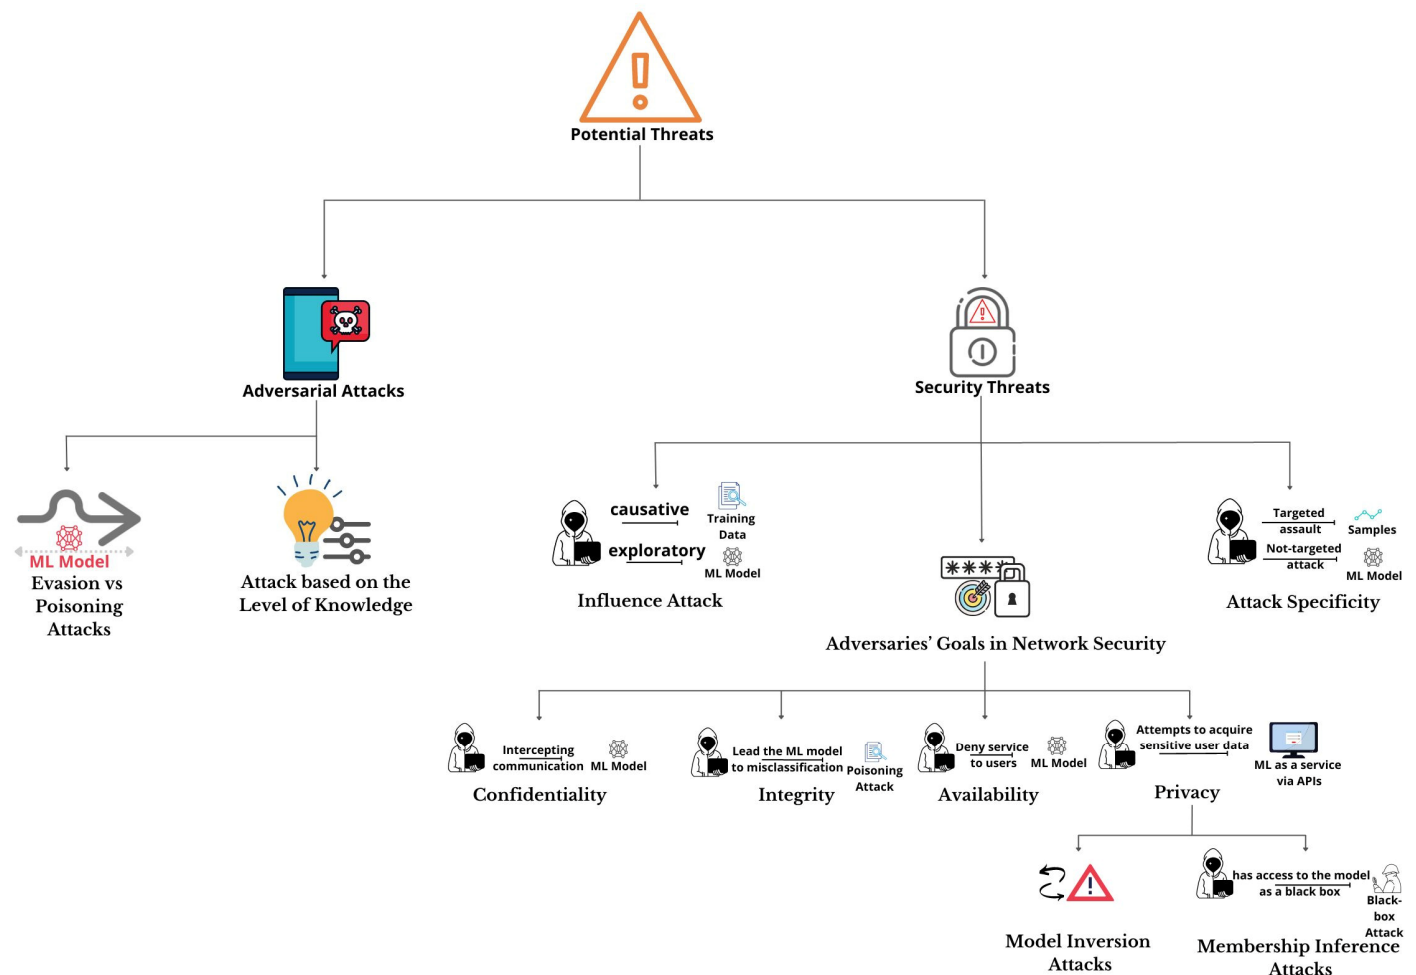 Potential Threats
Adversarial Attacks
Security Threats
ML Model
Evasion vs
Poisoning
Attacks
Attack based on the
Level of Knowledge
causative
Training
Data
exploratory
ML Model
Influence Attack
****
Adversaries’ Goals in Network Security
Targeted
assault
Samples
Not-targeted
attack
ML Model
Attack Specificity
Intercepting
communication
ML Model
Confidentiality
Lead the ML model
to misclassification
Poisoning
Attack
Integrity
Deny service
to users
ML Model
Availability
Attempts to acquire
sensitive user data
ML as a service
via APIs
Privacy
Model Inversion
Attacks
has access to the model
as a black box
Black-
box
Attack
Membership Inference
Attacks